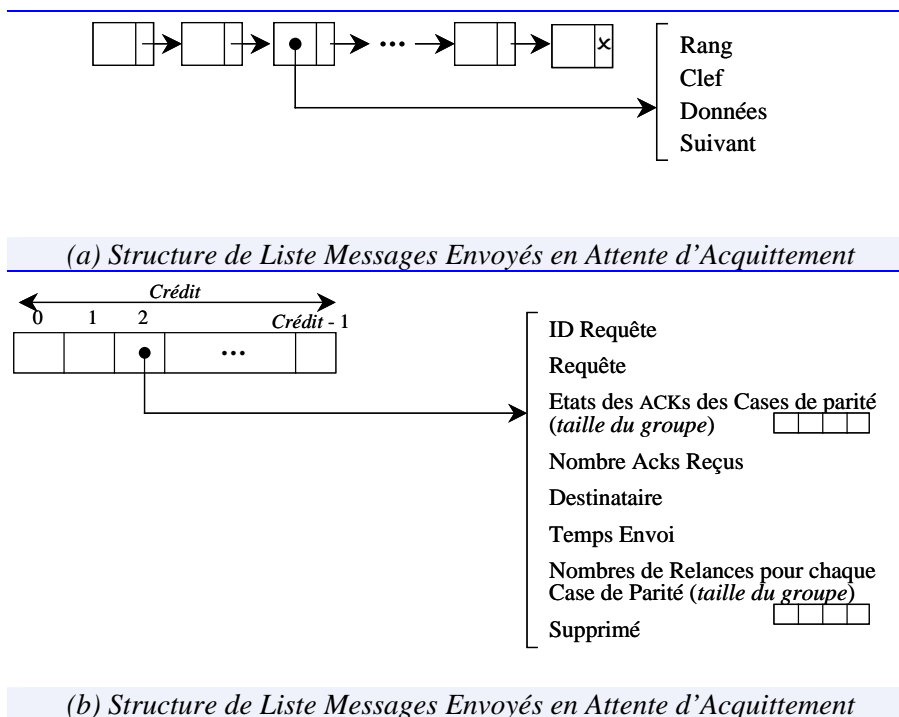 ...
Rang
Clef
Données
Suivant
(a) Structure de Liste Messages Envoyés en Attente d'Acquittement
Crédit
0 1 2 Crédit - 1
...
ID Requête
Requête
Etats des ACKs des Cases de parité
(taille du groupe)
Nombre Acks Reçus
Destinataire
Temps Envoi
Nombres de Relances pour chaque
Case de Parité (taille du groupe)
Supprimé
(b) Structure de Liste Messages Envoyés en Attente d'Acquittement